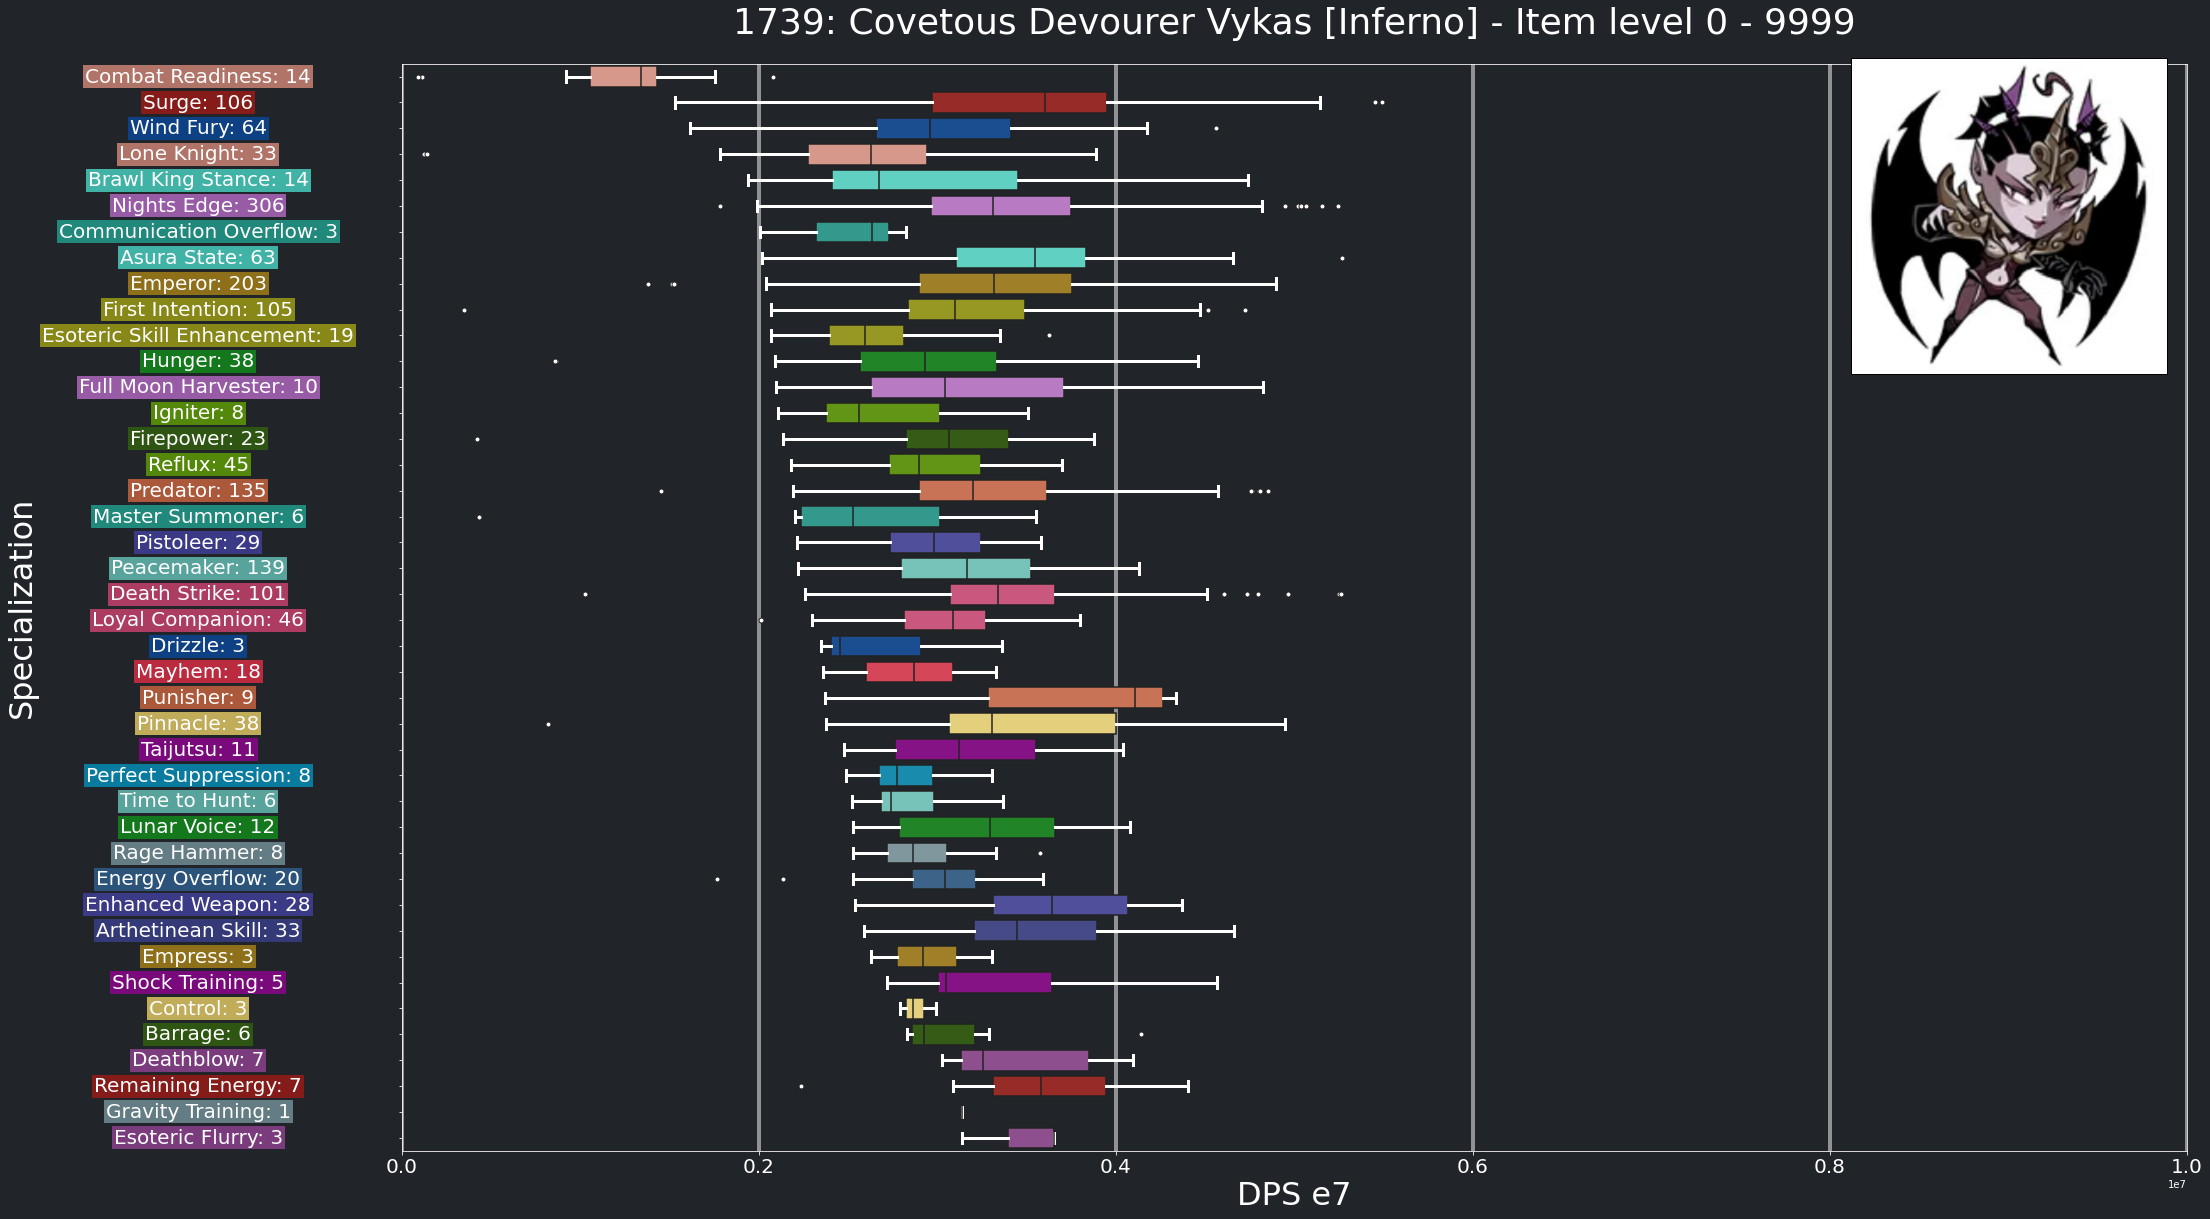 1739: Covetous Devourer Vykas [Inferno] - Item level 0 - 9999
Specialization
Combat Readiness: 14
Surge: 106
Wind Fury: 64
Lone Knight: 33
Brawl King Stance: 14
Nights Edge: 306
Communication Overflow: 3
Asura State: 63
Emperor: 203
First Intention: 105
Esoteric Skill Enhancement: 19
Hunger: 38
Full Moon Harvester: 10
Igniter: 8
Firepower: 23
Reflux: 45
Predator: 135
Master Summoner: 6
Pistoleer: 29
Peacemaker: 139
Death Strike: 101
Loyal Companion: 46
Drizzle: 3
Mayhem: 18
Punisher: 9
Pinnacle: 38
Taijutsu: 11
Perfect Suppression: 8
Time to Hunt: 6
Lunar Voice: 12
Rage Hammer: 8
Energy Overflow: 20
Enhanced Weapon: 28
Arthetinean Skill: 33
Empress: 3
Shock Training: 5
Control: 3
Barrage: 6
Deathblow: 7
Remaining Energy: 7
Gravity Training: 1
Esoteric Flurry: 3
0.0 0.2 0.4 0.6 0.8 1.0
1e7
DPS e7